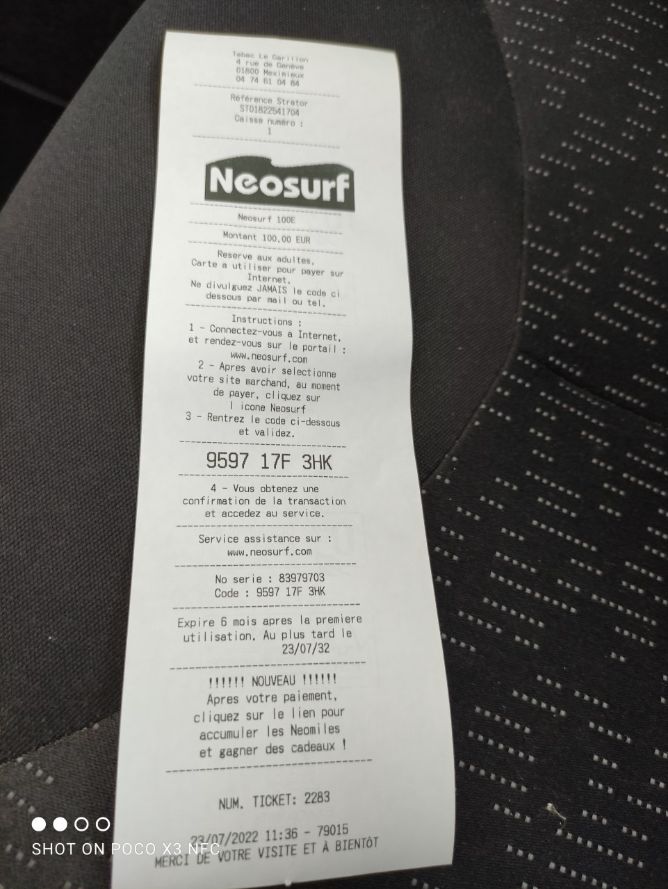 Tabac Le Carillon
4 rue de Genève
01800 Meximieux
04 74 61 04 64
Référence Strator
ST01822541704
Caisse numéro :
1
Neosurf
Neosurf 100E
Montant 100,00 EUR
Reserve aux adultes.
Carte a utiliser pour payer sur
Internet.
Ne divulguez JAMAIS le code ci
dessous par mail ou tel.
Instructions :
1 - Connectez-vous a Internet,
et rendez-vous sur le portail :
www.neosurf.com
2 - Apres avoir selectionne
votre site marchand, au moment
de payer, cliquez sur
l icone Neosurf
3 - Rentrez le code ci-dessous
et validez.
9597 17F 3HK
4 - Vous obtenez une
confirmation de la transaction
et accedez au service.
Service assistance sur :
www.neosurf.com
No serie : 83979703
Code : 9597 17F 3HK
Expire 6 mois apres la premiere
utilisation. Au plus tard le
23/07/32
!!!!!! NOUVEAU !!!!!!
Apres votre paiement,
cliquez sur le lien pour
accumuler les Neomiles
et gagner des cadeaux !
NUM. TICKET: 2283
23/07/2022 11:36 - 79015
MERCI DE VOTRE VISITE ET À BIENTÔT
SHOT ON POCO X3 NFC